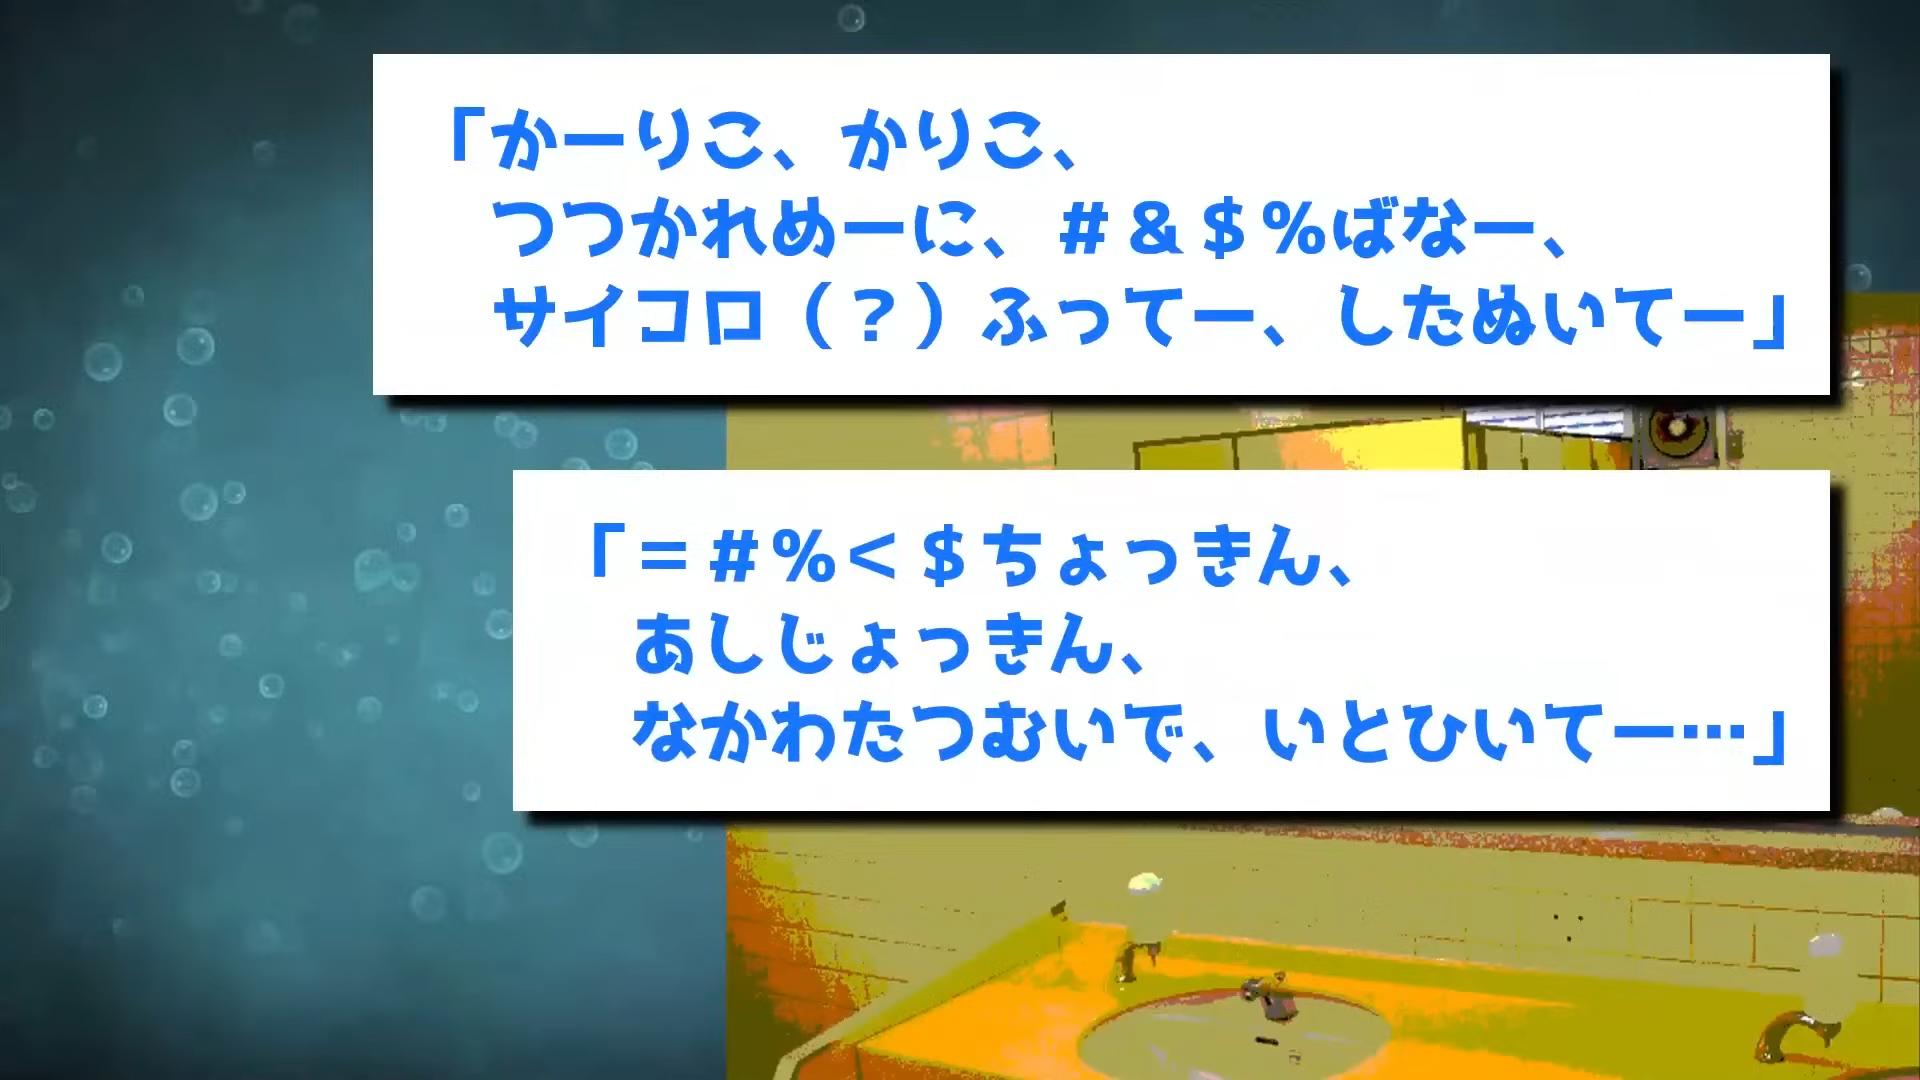 「かーりこ、かりこ、
つつかれめーに、＃＆＄％ばなー、
サイコロ（？）ふってー、したぬいてー」
「＝＃％＜＄ちょっきん、
あしじょっきん、
なかわたつむいで、いとひいてー…」